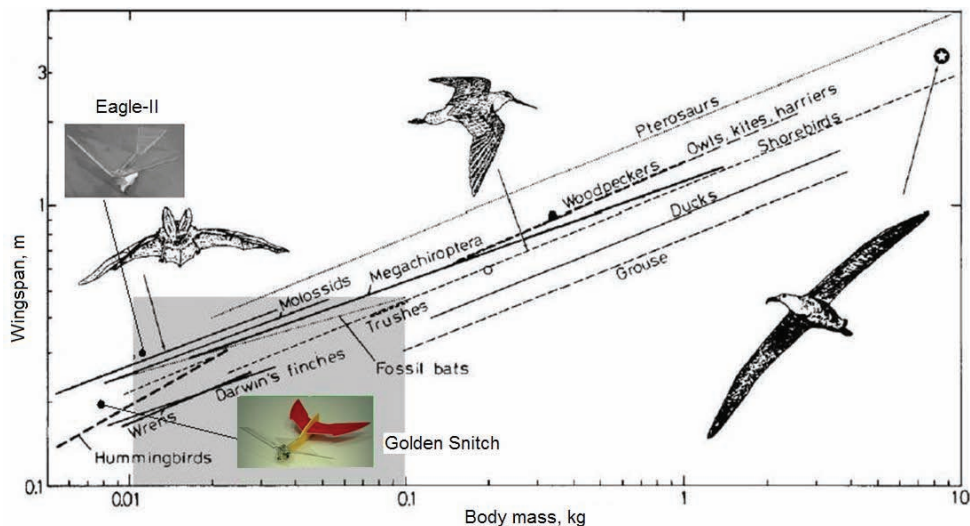 Wingspan, m
3
1
0.1
Eagle-II
Pterosaurs
Owls, kites, harriers
Woodpeckers
Shorebirds
Ducks
Grouse
Megachiroptera
Molossids
Trushes
Fossil bats
Darwin's finches
Wrens
Hummingbirds
Golden Snitch
0.01
0.1
1
10
Body mass, kg